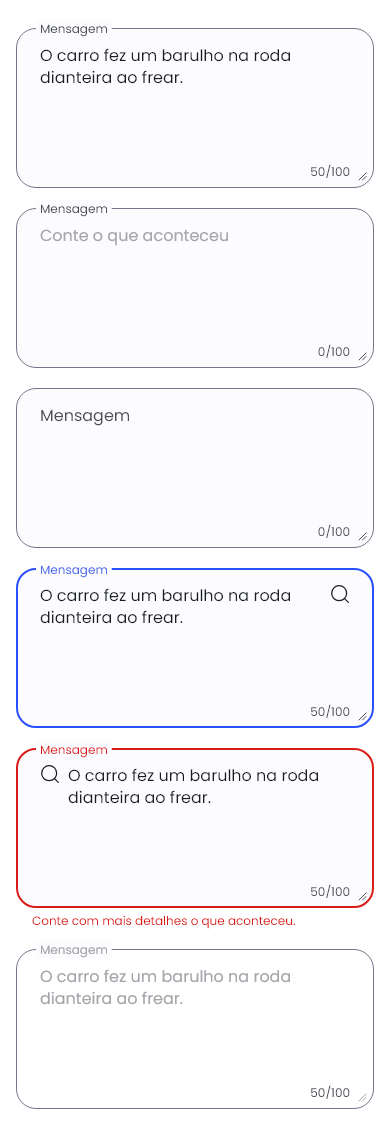 Mensagem
O carro fez um barulho na roda
dianteira ao frear.
50/100
Mensagem
Conte o que aconteceu
0/100
Mensagem
0/100
Mensagem
O carro fez um barulho na roda
dianteira ao frear.
50/100
Mensagem
O carro fez um barulho na roda
dianteira ao frear.
50/100
Conte com mais detalhes o que aconteceu.
Mensagem
O carro fez um barulho na roda
dianteira ao frear.
50/100